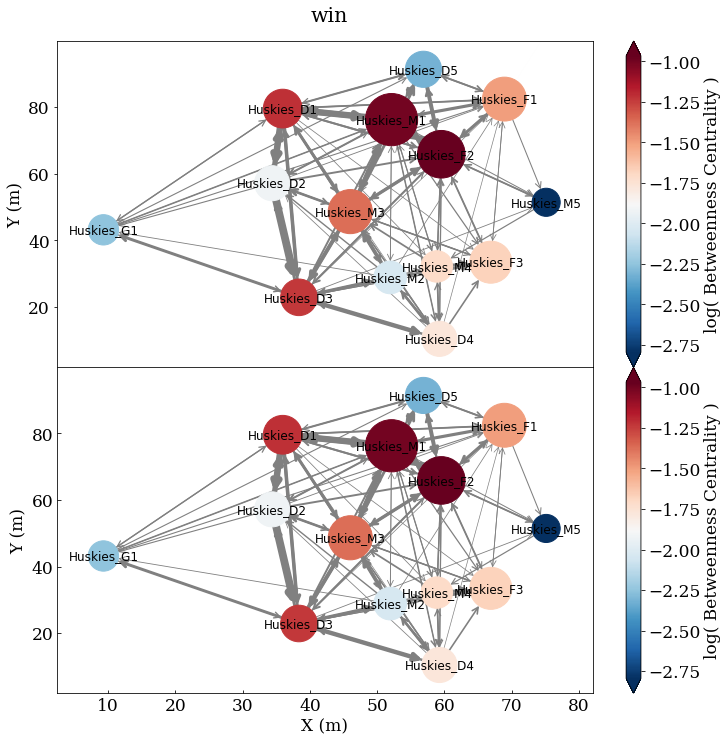 win
Huskies_D5
Huskies_F1
Huskies_D1
Huskies_M1
Huskies_F2
Huskies_D2
Huskies_M5
Huskies_M3
Huskies_G1
Huskies_M4
Huskies_F3
Huskies_M2
Huskies_D3
Huskies_D4
80
60
40
20
Y (m)
−1.00
−1.25
−1.50
−1.75
−2.00
−2.25
−2.50
−2.75
log( Betweenness Centrality )
Huskies_D5
Huskies_F1
Huskies_D1
Huskies_M1
Huskies_F2
Huskies_D2
Huskies_M5
Huskies_M3
Huskies_G1
Huskies_M4
Huskies_F3
Huskies_M2
Huskies_D3
Huskies_D4
80
60
40
20
Y (m)
10 20 30 40 50 60 70 80
X (m)
−1.00
−1.25
−1.50
−1.75
−2.00
−2.25
−2.50
−2.75
log( Betweenness Centrality )